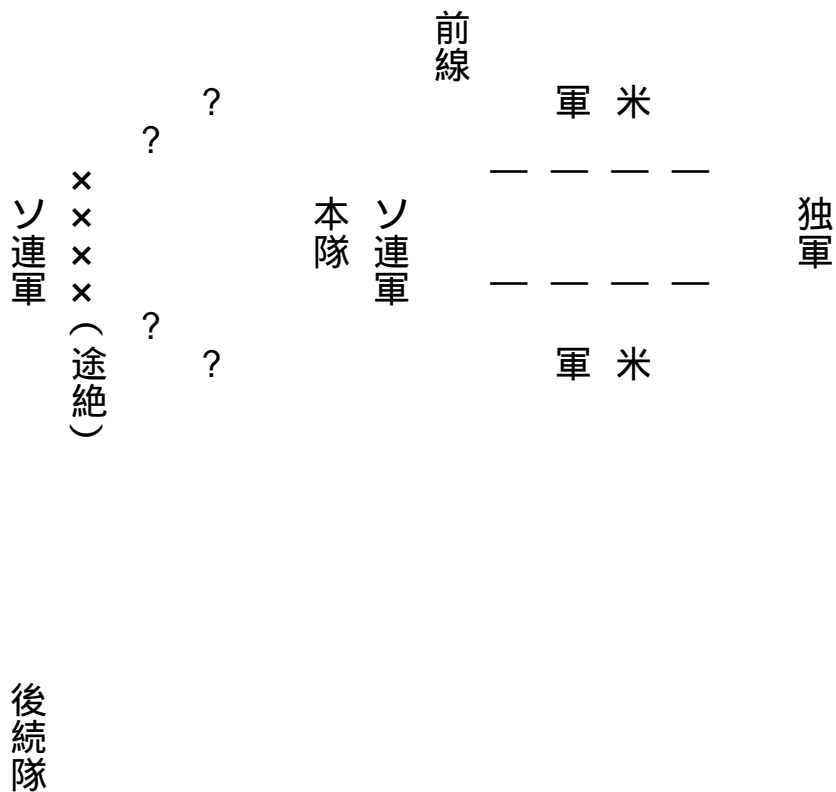 独軍
— —
米 — — 米
軍 — — 軍
— —
前線
ソ連軍
本隊
? ?
? ?
××××(途絶)
ソ連軍 後続隊